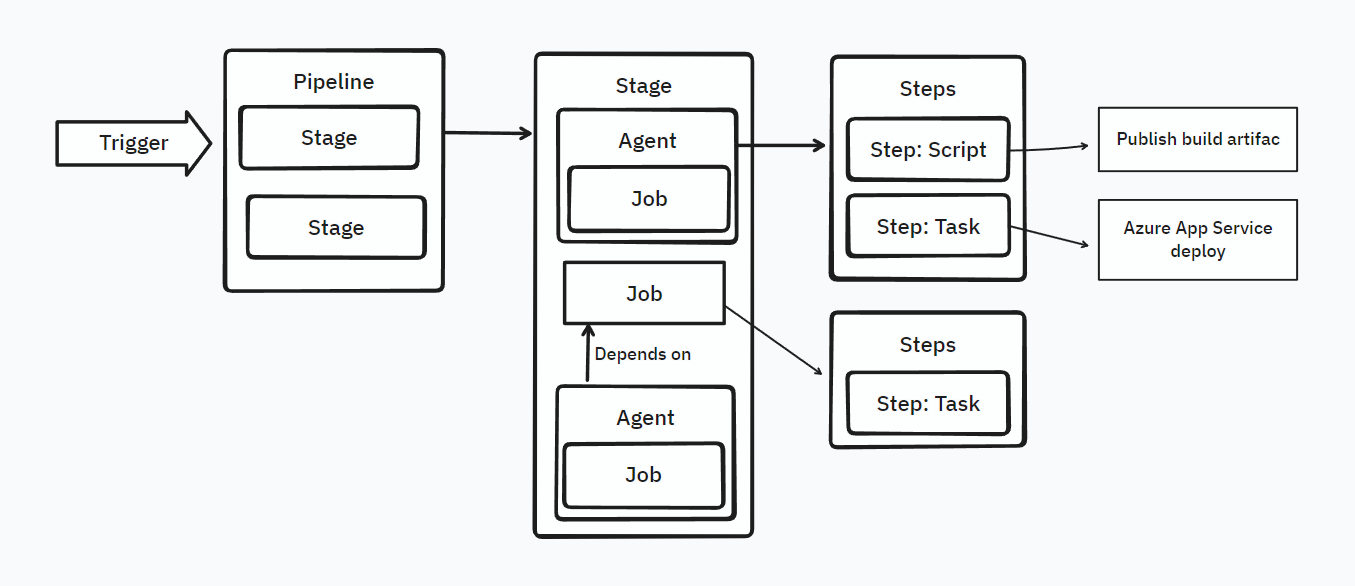 Trigger
Pipeline
Stage
Stage
Stage
Agent
Job
Job
Depends on
Agent
Job
Steps
Step: Script
Step: Task
Publish build artifac
Azure App Service
deploy
Steps
Step: Task